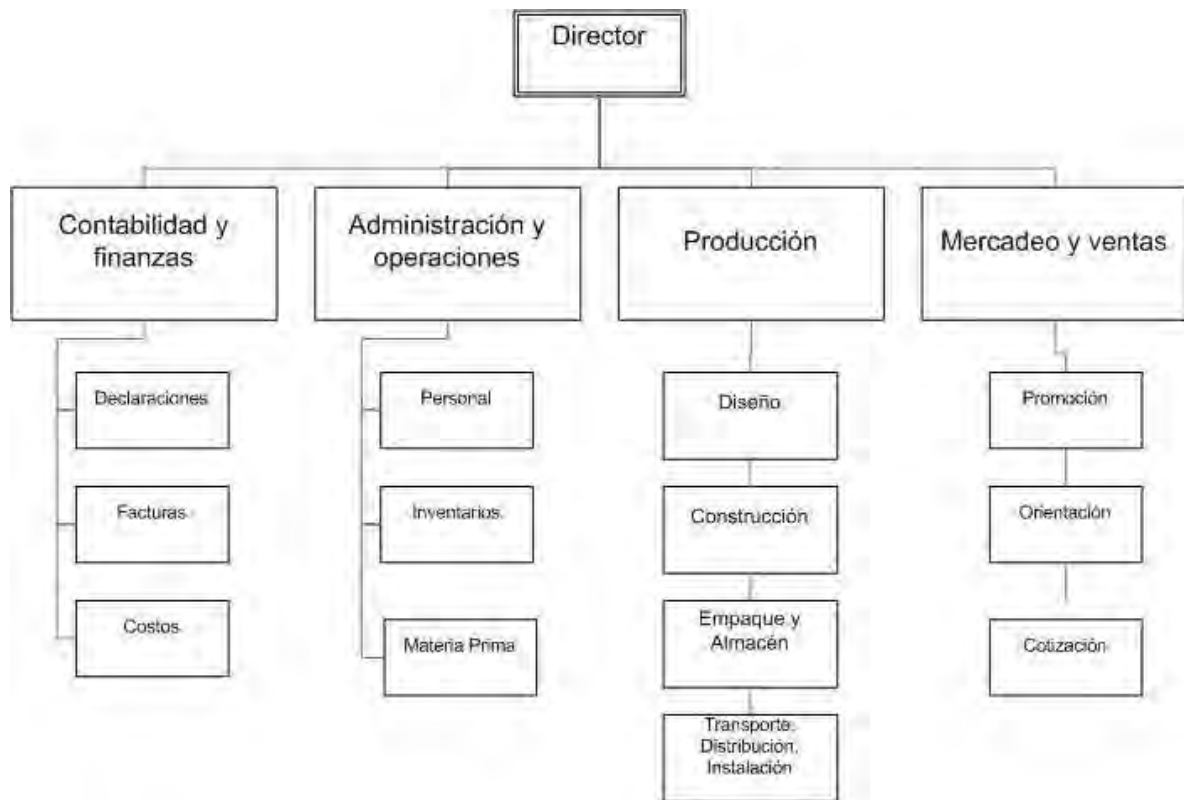 Director
Contabilidad y
finanzas
Administración y
operaciones
Producción
Mercadeo y ventas
Declaraciones
Facturas
Costos
Personal
Inventarios
Materia Prima
Diseño
Construcción
Empaque y
Almacén
Transporte,
Distribución,
Instalación
Promoción
Orientación
Cotización